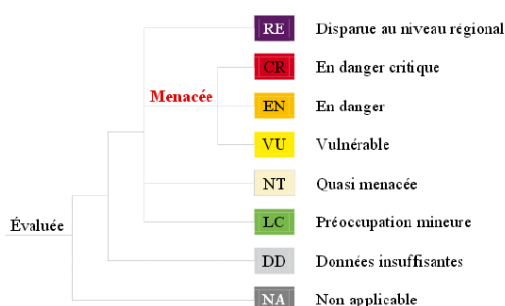 RE Disparue au niveau régional
CR En danger critique
Menacée
EN En danger
VU Vulnérable
NT Quasi menacée
LC Préoccupation mineure
Évaluée
DD Données insuffisantes
NA Non applicable